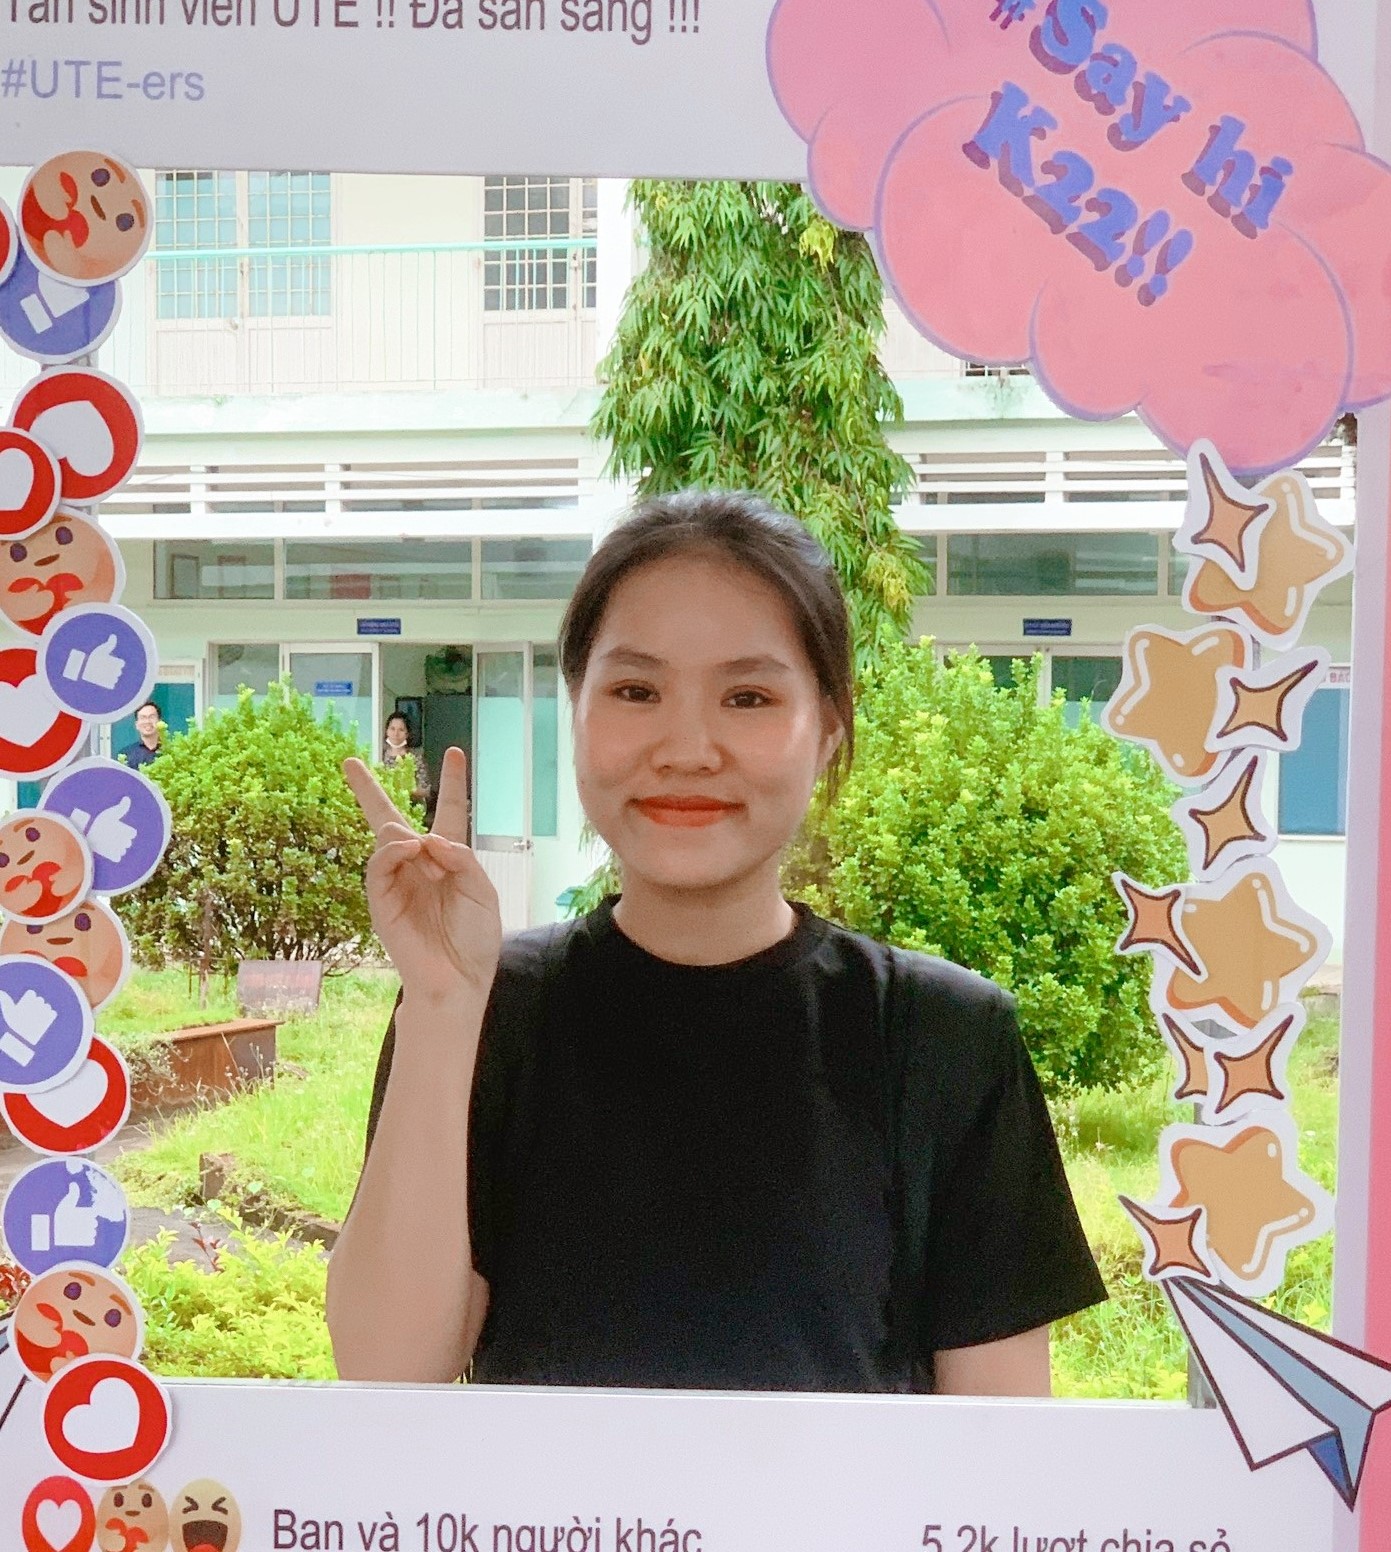 Tân sinh viên UTE !! Đã sẵn sàng !!!
#UTE-ers
#Say hi
K22!!
Bạn và 10k người khác
5.2k lượt chia sẻ